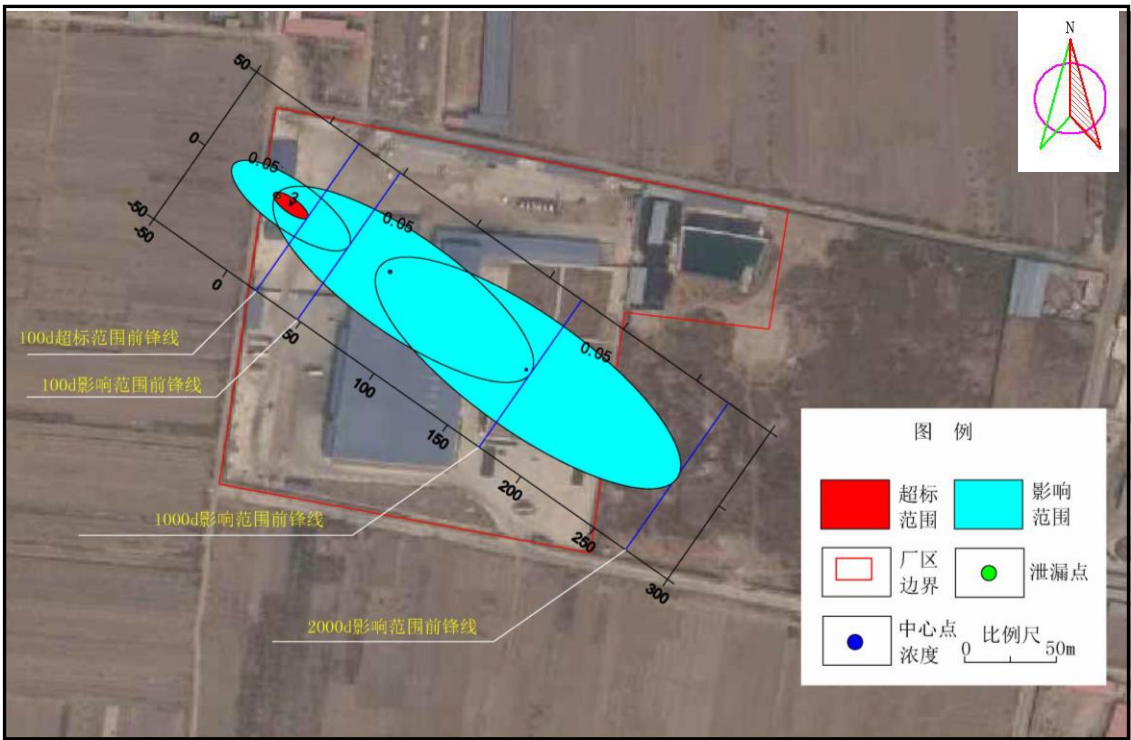 N
50
0
-50
-50
0.05
0.2
0.05
0.05
0
50
100
150
200
250
300
100d超标范围前锋线
100d影响范围前锋线
1000d影响范围前锋线
2000d影响范围前锋线
图 例
超标
范围
影响
范围
厂区
边界
泄漏点
中心点
浓度
比例尺
0 50m